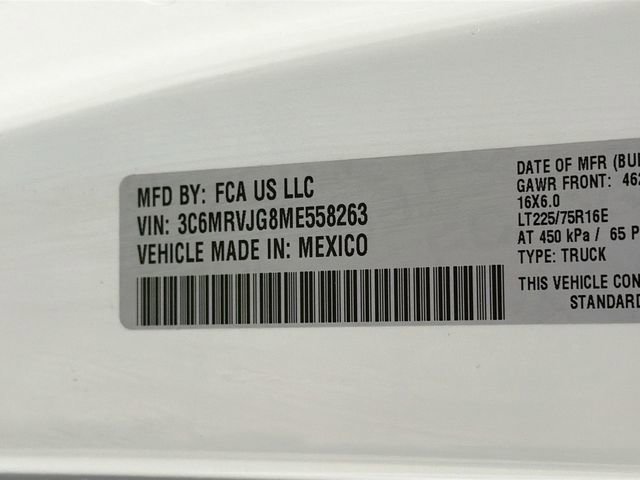 MFD BY: FCA US LLC
VIN: 3C6MRVJG8ME558263
VEHICLE MADE IN: MEXICO
DATE OF MFR
GAWR FRONT:
16X6.0
LT225/75R16E
AT 450 kPa / 65
TYPE: TRUCK
THIS VEHICLE
STANDARD